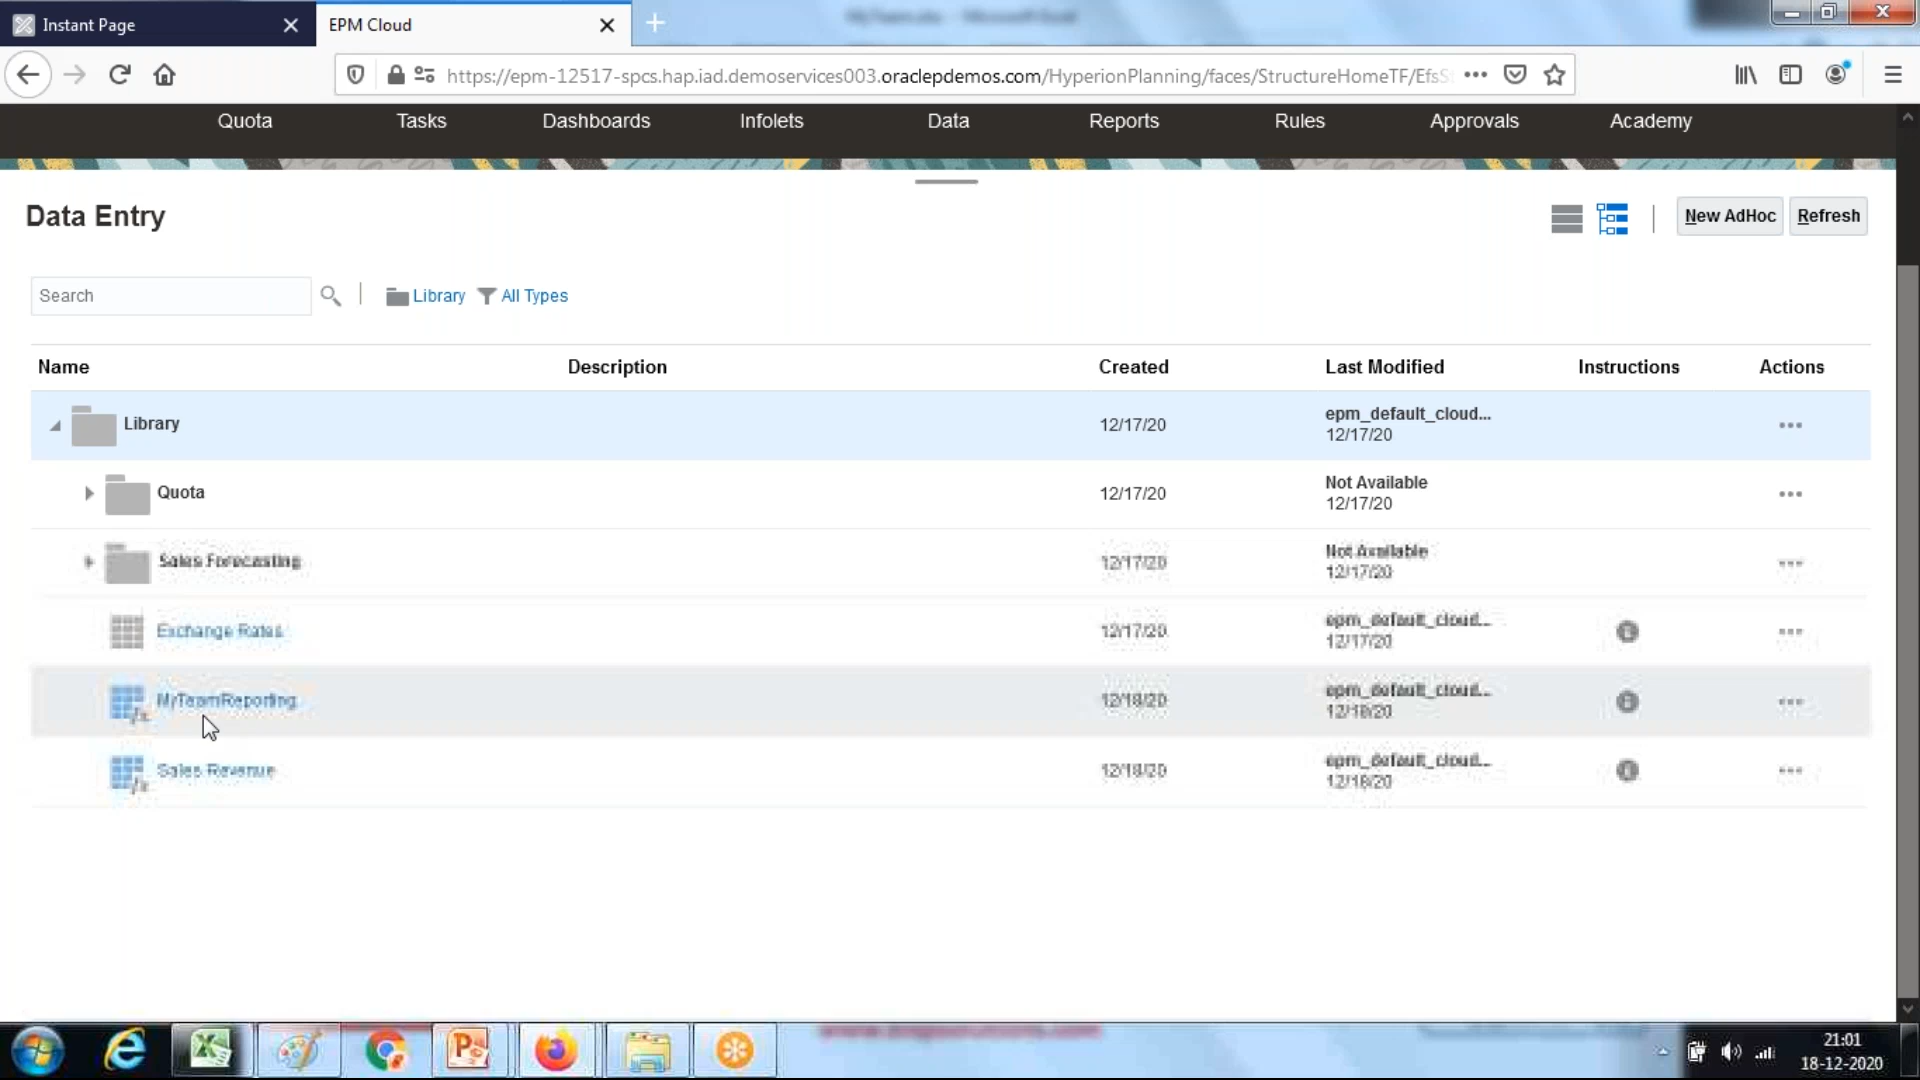 Instant Page
EPM Cloud
https://epm-12517-spcs.hap.iad.demoservices003.oraclepdemos.com/HyperionPlanning/faces/StructureHomeTF/EfsS
Quota Tasks Dashboards Infolets Data Reports Rules Approvals Academy
Data Entry
New AdHoc Refresh
Search Library All Types
Name Description Created Last Modified Instructions Actions
Library 12/17/20 epm_default_cloud...
12/17/20
Quota 12/17/20 Not Available
12/17/20
Sales Forecasting 12/17/20 Not Available
12/17/20
Exchange Rates 12/17/20 epm_default_cloud...
12/17/20
MyTeamReporting 12/18/20 epm_default_cloud...
12/18/20
Sales Revenue 12/18/20 epm_default_cloud...
12/18/20
21:01
18-12-2020